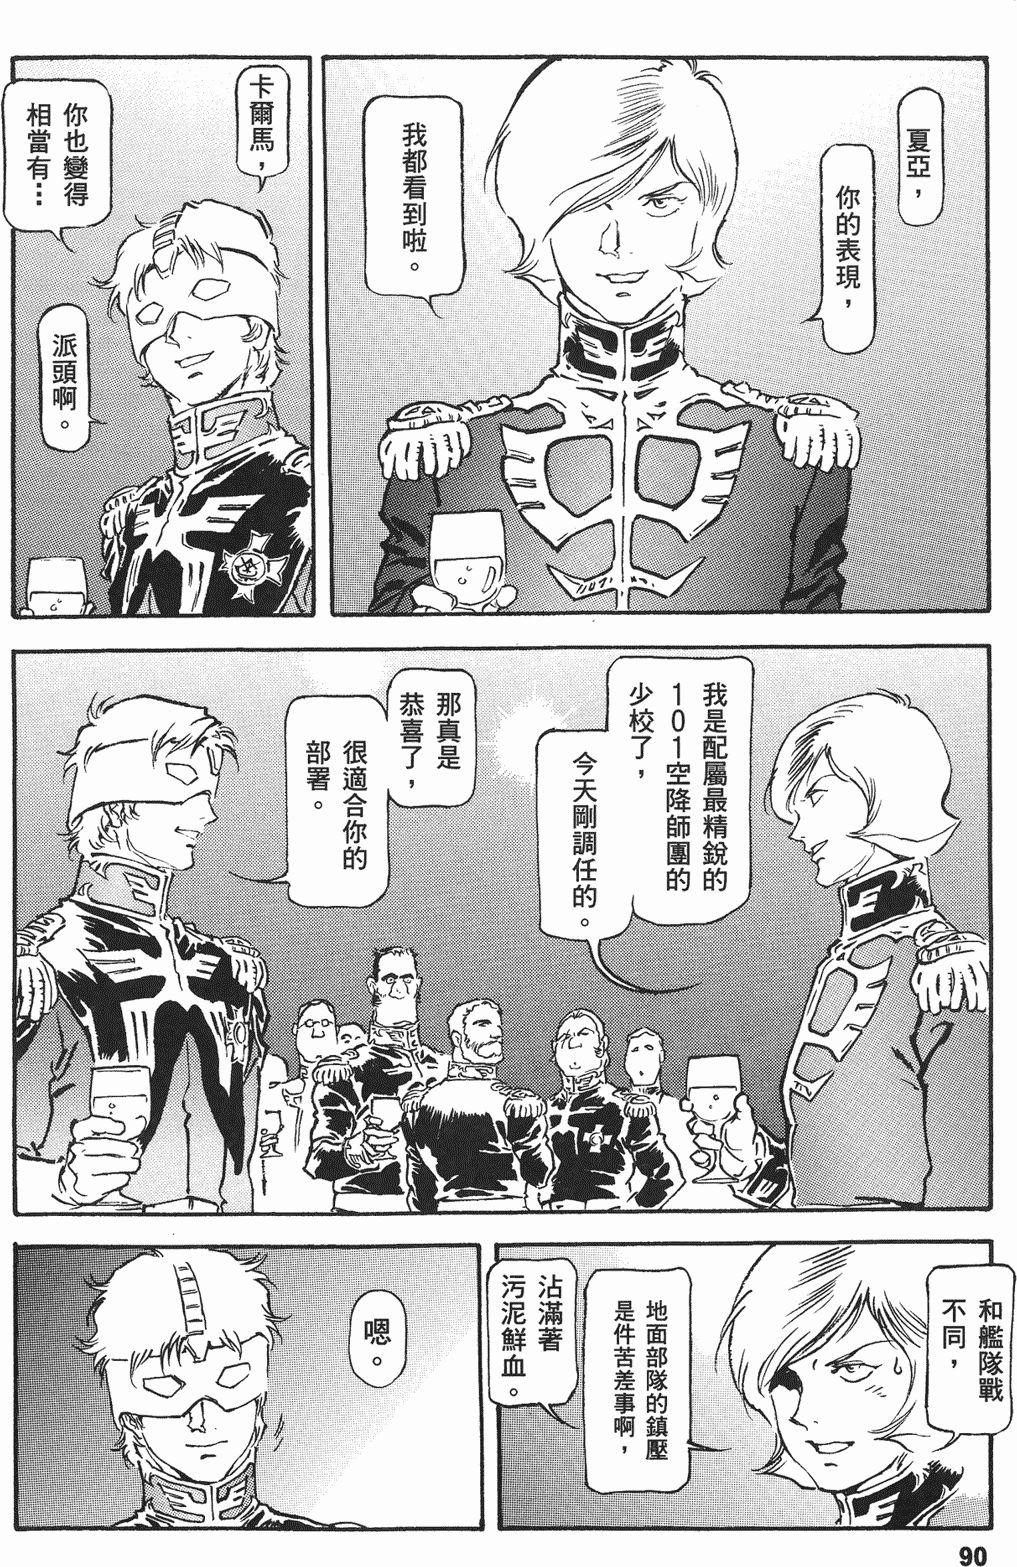 夏亞，
你的表現，
我都看到啦。
卡爾馬，
你也變得
相當有…
派頭啊。
我是配屬最精銳的
101空降師團的
少校了，
今天剛調任的。
那真是
恭喜了，
很適合你的
部署。
和艦隊戰
不同，
地面部隊的鎮壓
是件苦差事啊，
沾滿著
污泥鮮血。
嗯。
90